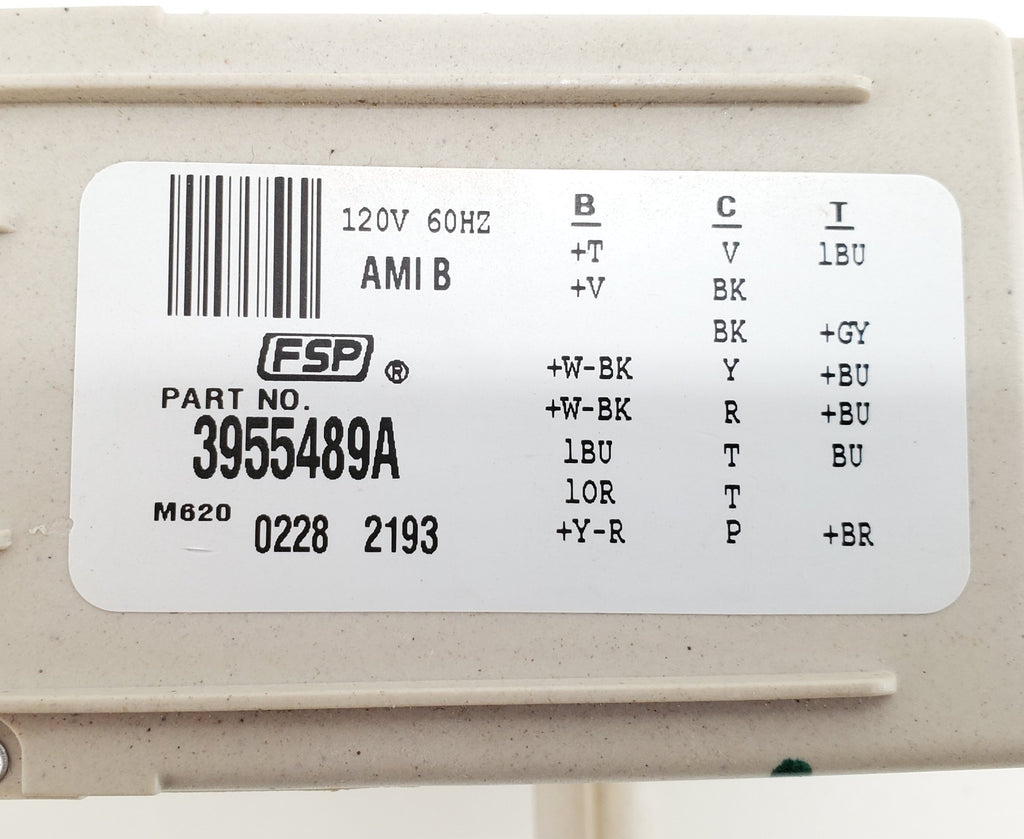 120V 60HZ
AMI B
FSP ®
PART NO.
3955489A
M620 0228 2193
B C T
+T V 1BU
+V BK
BK +GY
+W-BK Y +BU
+W-BK R +BU
1BU T BU
1OR T
+Y-R P +BR